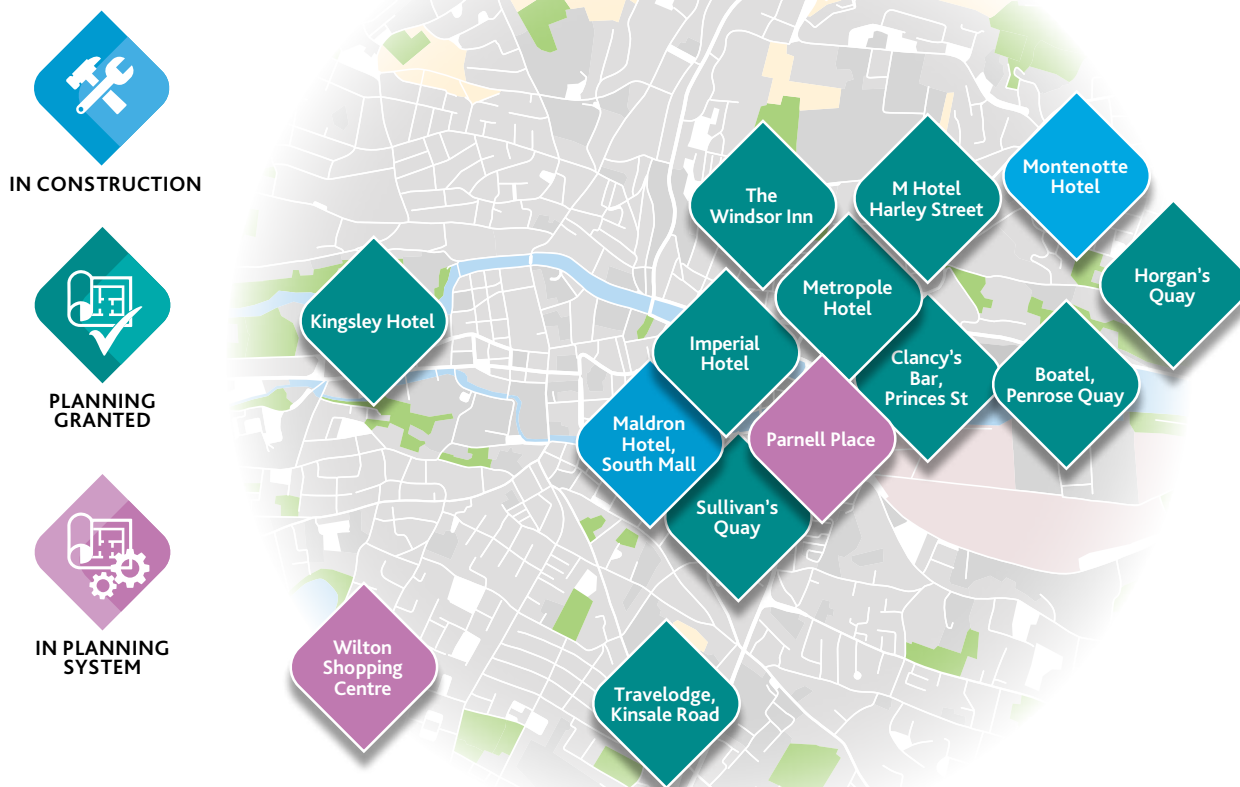 IN CONSTRUCTION
PLANNING
GRANTED
IN PLANNING
SYSTEM
Montenotte
Hotel
M Hotel
Harley Street
The
Windsor Inn
Horgan's
Quay
Metropole
Hotel
Kingsley Hotel
Imperial
Hotel
Clancy's
Bar,
Princes St
Boatel,
Penrose Quay
Maldron
Hotel,
South Mall
Parnell Place
Sullivan's
Quay
Wilton
Shopping
Centre
Travelodge,
Kinsale Road